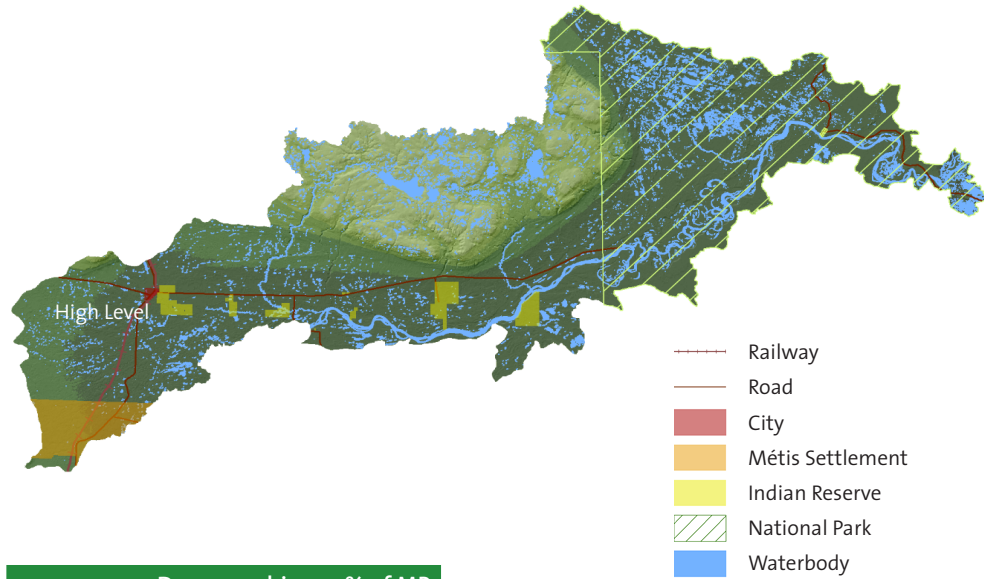 High Level
Railway
Road
City
Métis Settlement
Indian Reserve
National Park
Waterbody